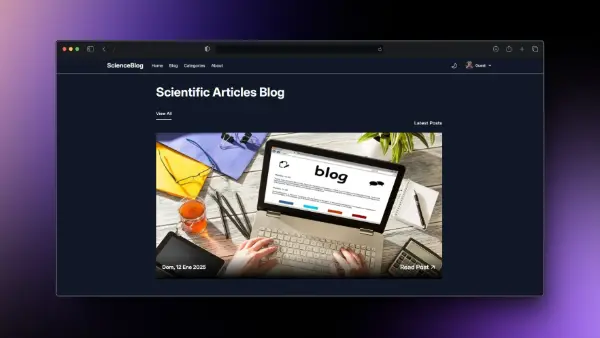 ScienceBlog Home Blog Categories About Guest
Scientific Articles Blog
View All
Latest Posts
blog
Dom, 12 Ene 2025
Read Post